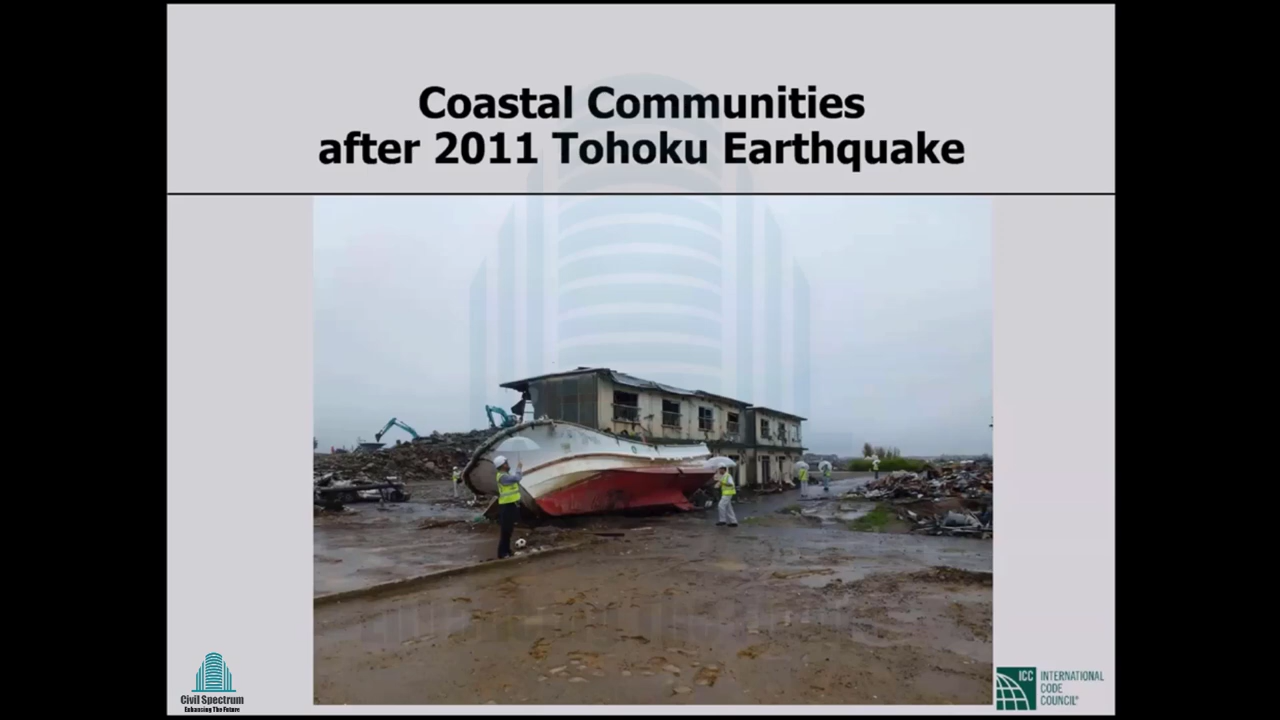 Coastal Communities
after 2011 Tohoku Earthquake
Civil Spectrum
Enhancing The Future
ICC
INTERNATIONAL
CODE
COUNCIL®